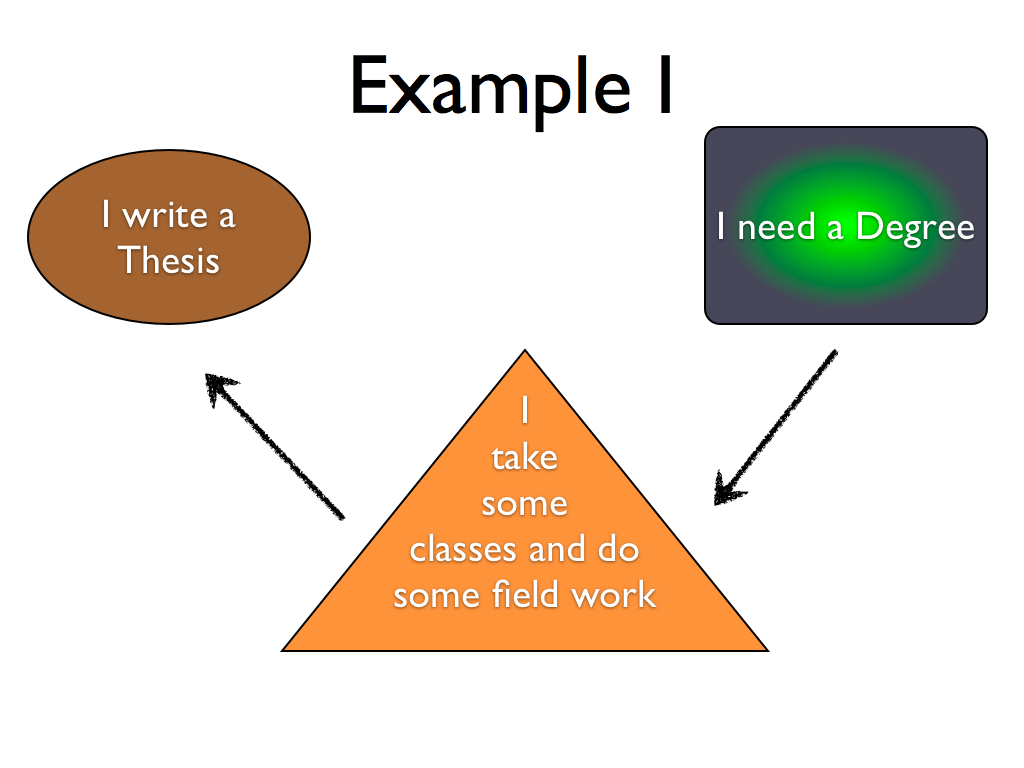 Example 1
I write a
Thesis
I need a Degree
I
take
some
classes and do
some field work